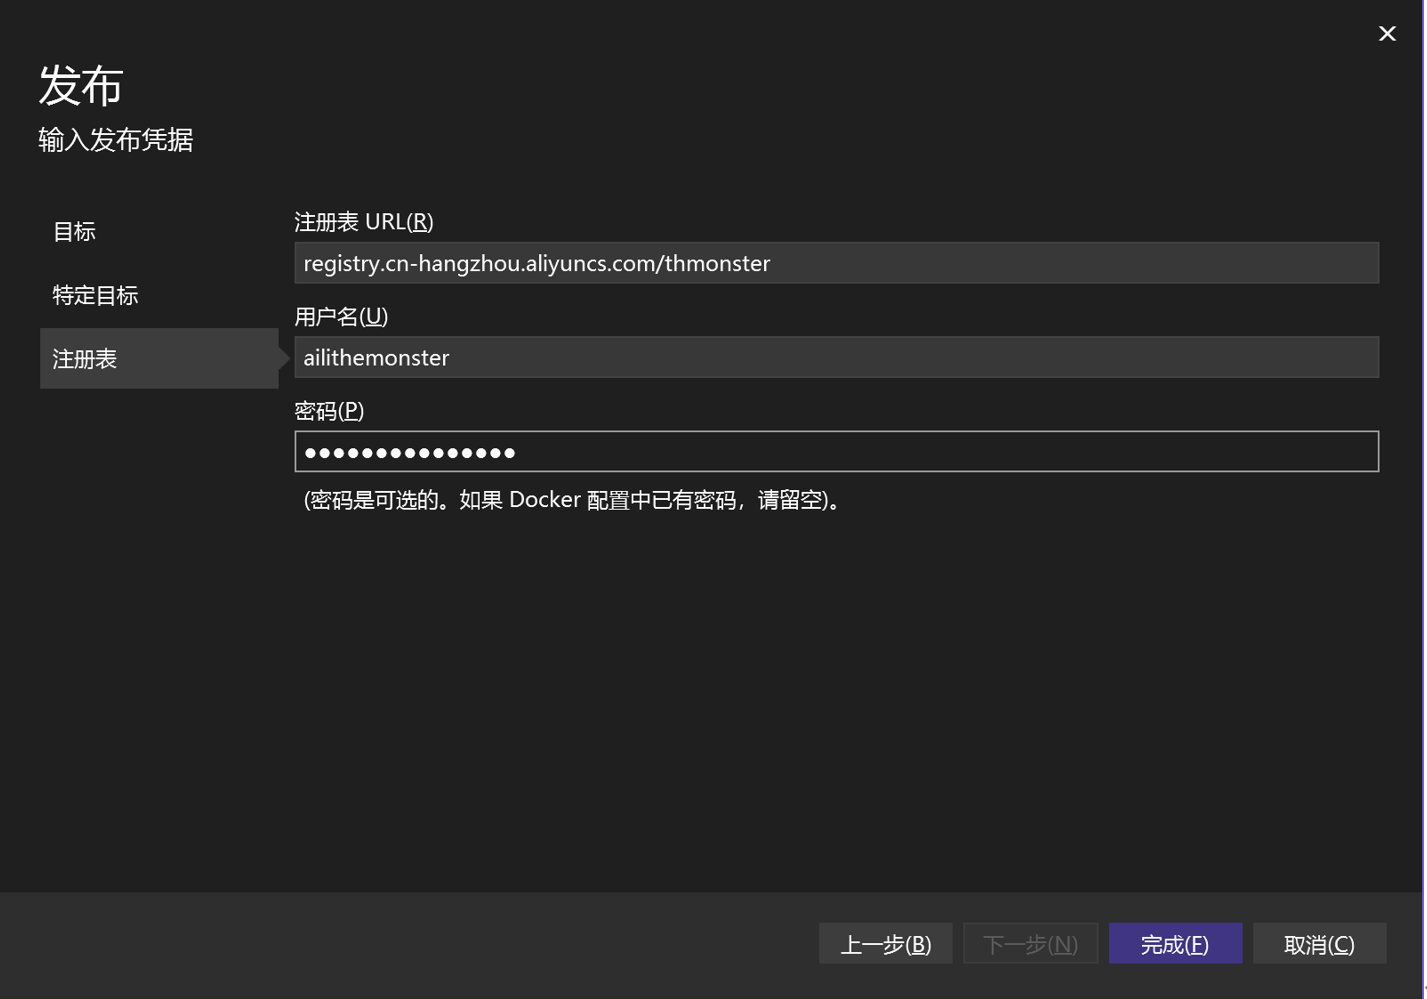 发布
输入发布凭据
目标
特定目标
注册表
注册表 URL(R)
registry.cn-hangzhou.aliyuncs.com/thmonster
用户名(U)
ailithemonster
密码(P)
●●●●●●●●●●●●●●●
(密码是可选的。如果 Docker 配置中已有密码，请留空)。
上一步(B)
下一步(N)
完成(F)
取消(C)